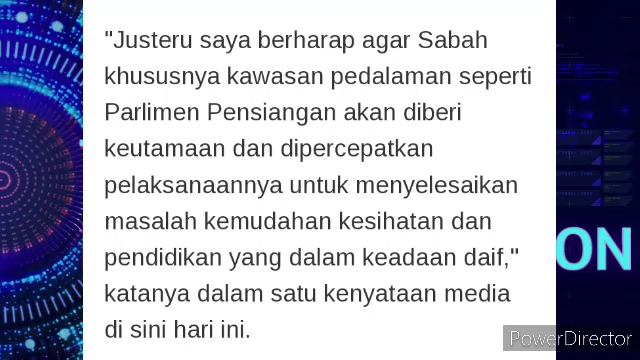 "Justeru saya berharap agar Sabah
khususnya kawasan pedalaman seperti
Parlimen Pensiangan akan diberi
keutamaan dan dipercepatkan
pelaksanaannya untuk menyelesaikan
masalah kemudahan kesihatan dan
pendidikan yang dalam keadaan daif,"
katanya dalam satu kenyataan media
di sini hari ini.
ON
PowerDirector